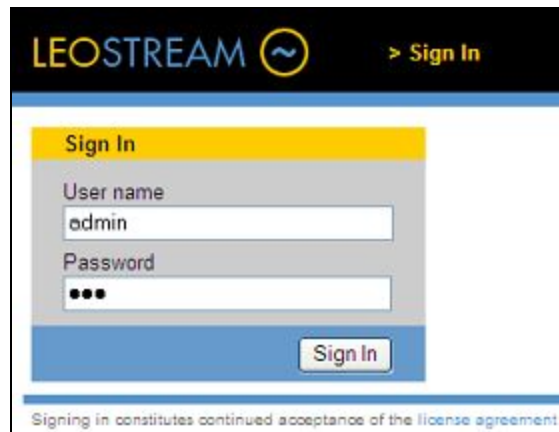 LEOSTREAM
> Sign In
Sign In
User name
admin
Password
●●●
Sign In
Signing in constitutes continued acceptance of the license agreement